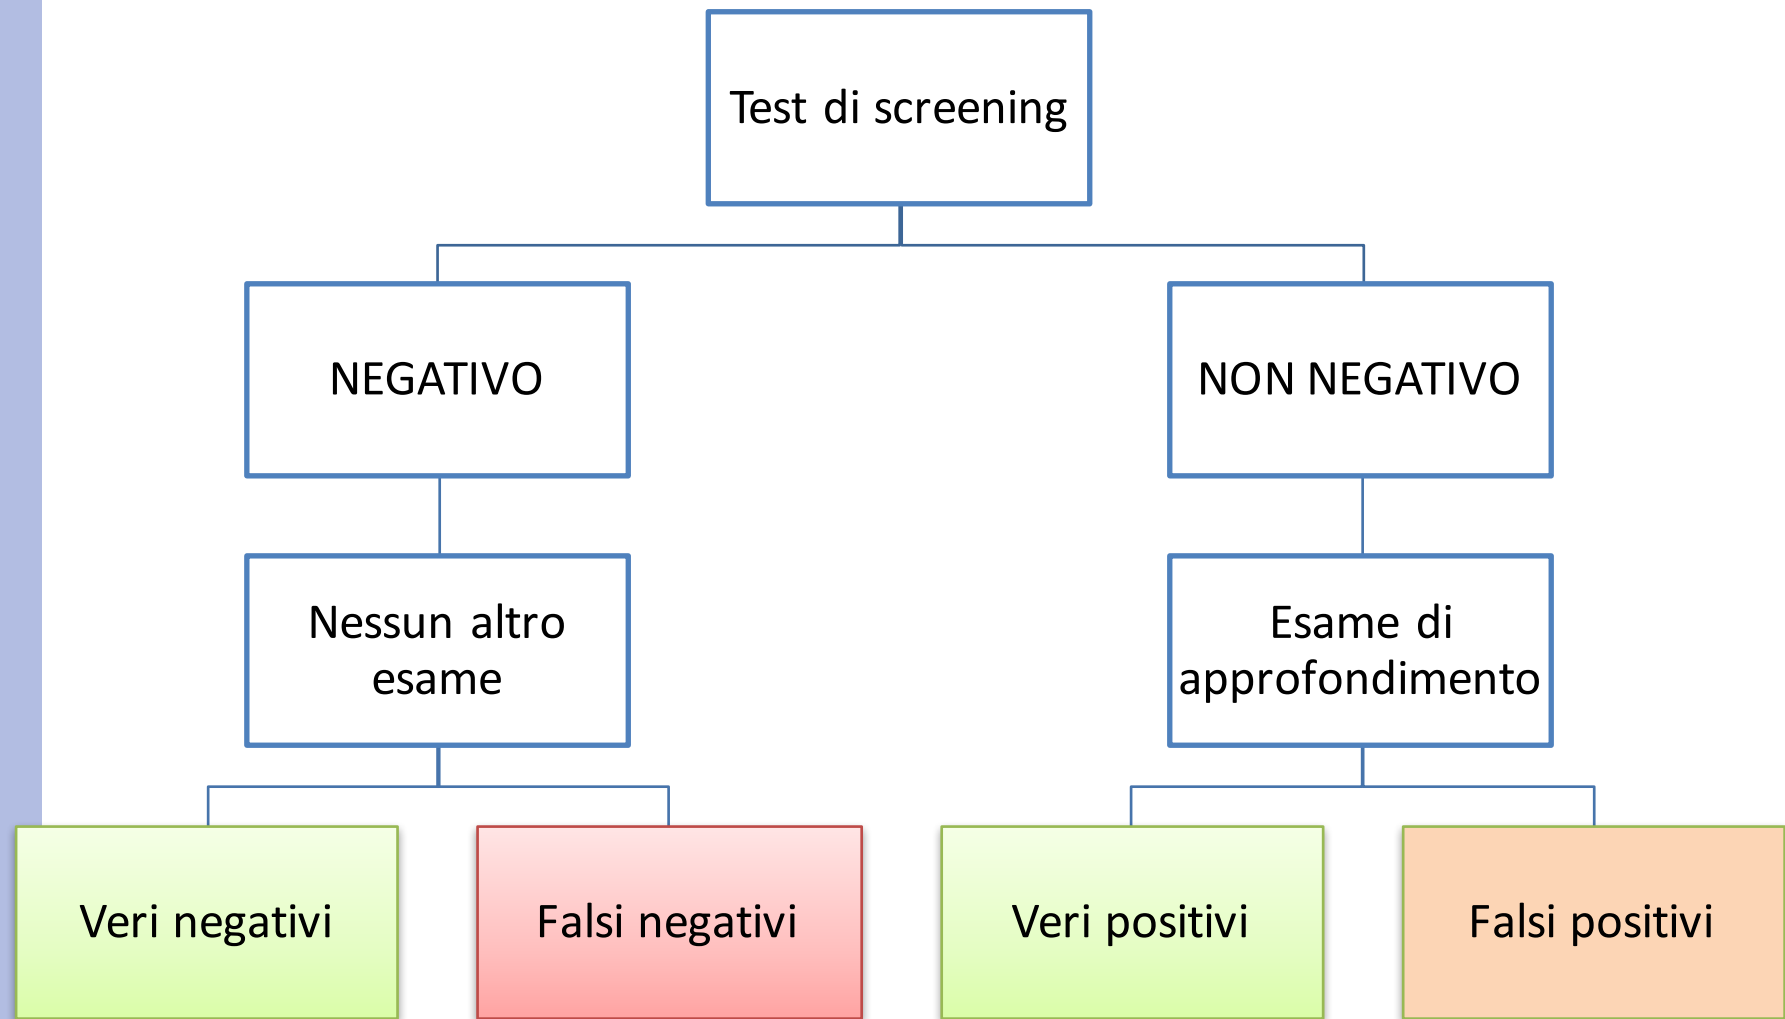 Test di screening
NEGATIVO
NON NEGATIVO
Nessun altro
esame
Esame di
approfondimento
Veri negativi
Falsi negativi
Veri positivi
Falsi positivi